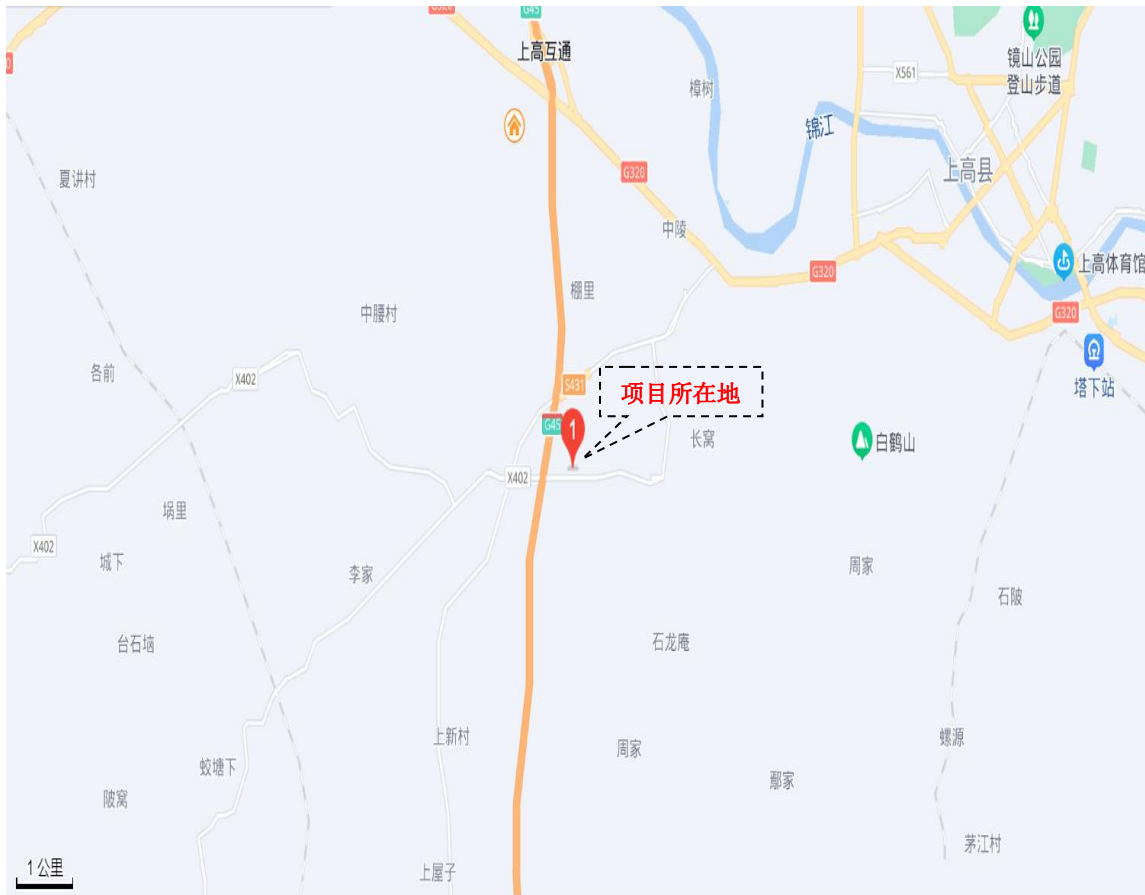 G320
G45
上高互通
镜山公园
登山步道
0
X561
樟树
锦江
上高县
夏讲村
G320
中陵
上高体育馆
G320
棚里
中腰村
G320
塔下站
各前
X402
S431
项目所在地
G45
1
长窝
白鹤山
X402
埚里
X402
城下
李家
周家
石陂
台石垴
石龙庵
上新村
周家
螺源
蛟塘下
鄢家
陂窝
茅江村
1 公里
上屋子